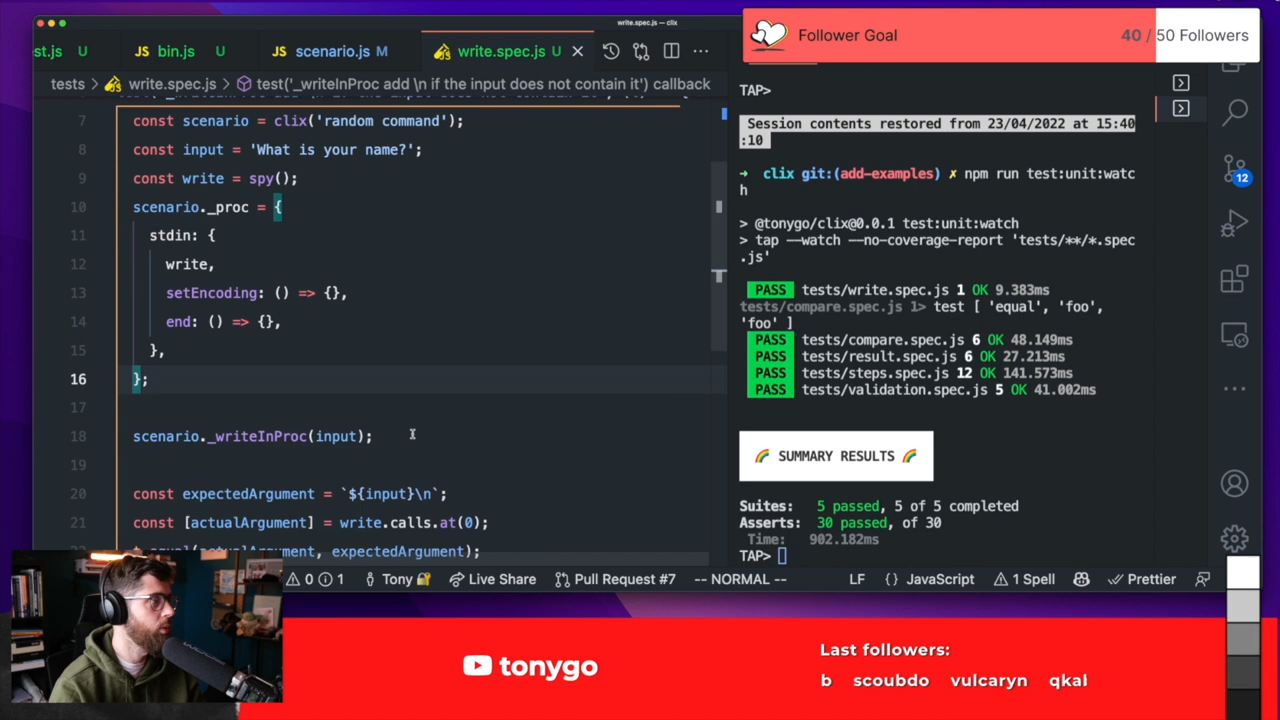 write.spec.js — clix
st.js U
JS bin.js U
JS scenario.js M
write.spec.js U
tests > write.spec.js > test('_writeInProc add \n if the input does not contain it') callback
7 const scenario = clix('random command');
8 const input = 'What is your name?';
9 const write = spy();
10 scenario._proc = {
11 stdin: {
12 write,
13 setEncoding: () => {},
14 end: () => {},
15 },
16 };
17
18 scenario._writeInProc(input);
19
20 const expectedArgument = `${input}\n`;
21 const [actualArgument] = write.calls.at(0);
t.equal(actualArgument, expectedArgument);
0 1 Tony Live Share Pull Request #7 -- NORMAL -- LF {} JavaScript 1 Spell Prettier
Follower Goal 40 / 50 Followers
TAP>
Session contents restored from 23/04/2022 at 15:40
:10
→ clix git:(add-examples) ✗ npm run test:unit:watc
h
> @tonygo/clix@0.0.1 test:unit:watch
> tap --watch --no-coverage-report 'tests/**/*.spec
.js'
PASS tests/write.spec.js 1 OK 9.383ms
tests/compare.spec.js 1> test [ 'equal', 'foo',
'foo' ]
PASS tests/compare.spec.js 6 OK 48.149ms
PASS tests/result.spec.js 6 OK 27.213ms
PASS tests/steps.spec.js 12 OK 141.573ms
PASS tests/validation.spec.js 5 OK 41.002ms
🌈 SUMMARY RESULTS 🌈
Suites: 5 passed, 5 of 5 completed
Asserts: 30 passed, of 30
Time: 902.182ms
TAP>
12
tonygo
Last followers:
b scoubdo vulcaryn qkal